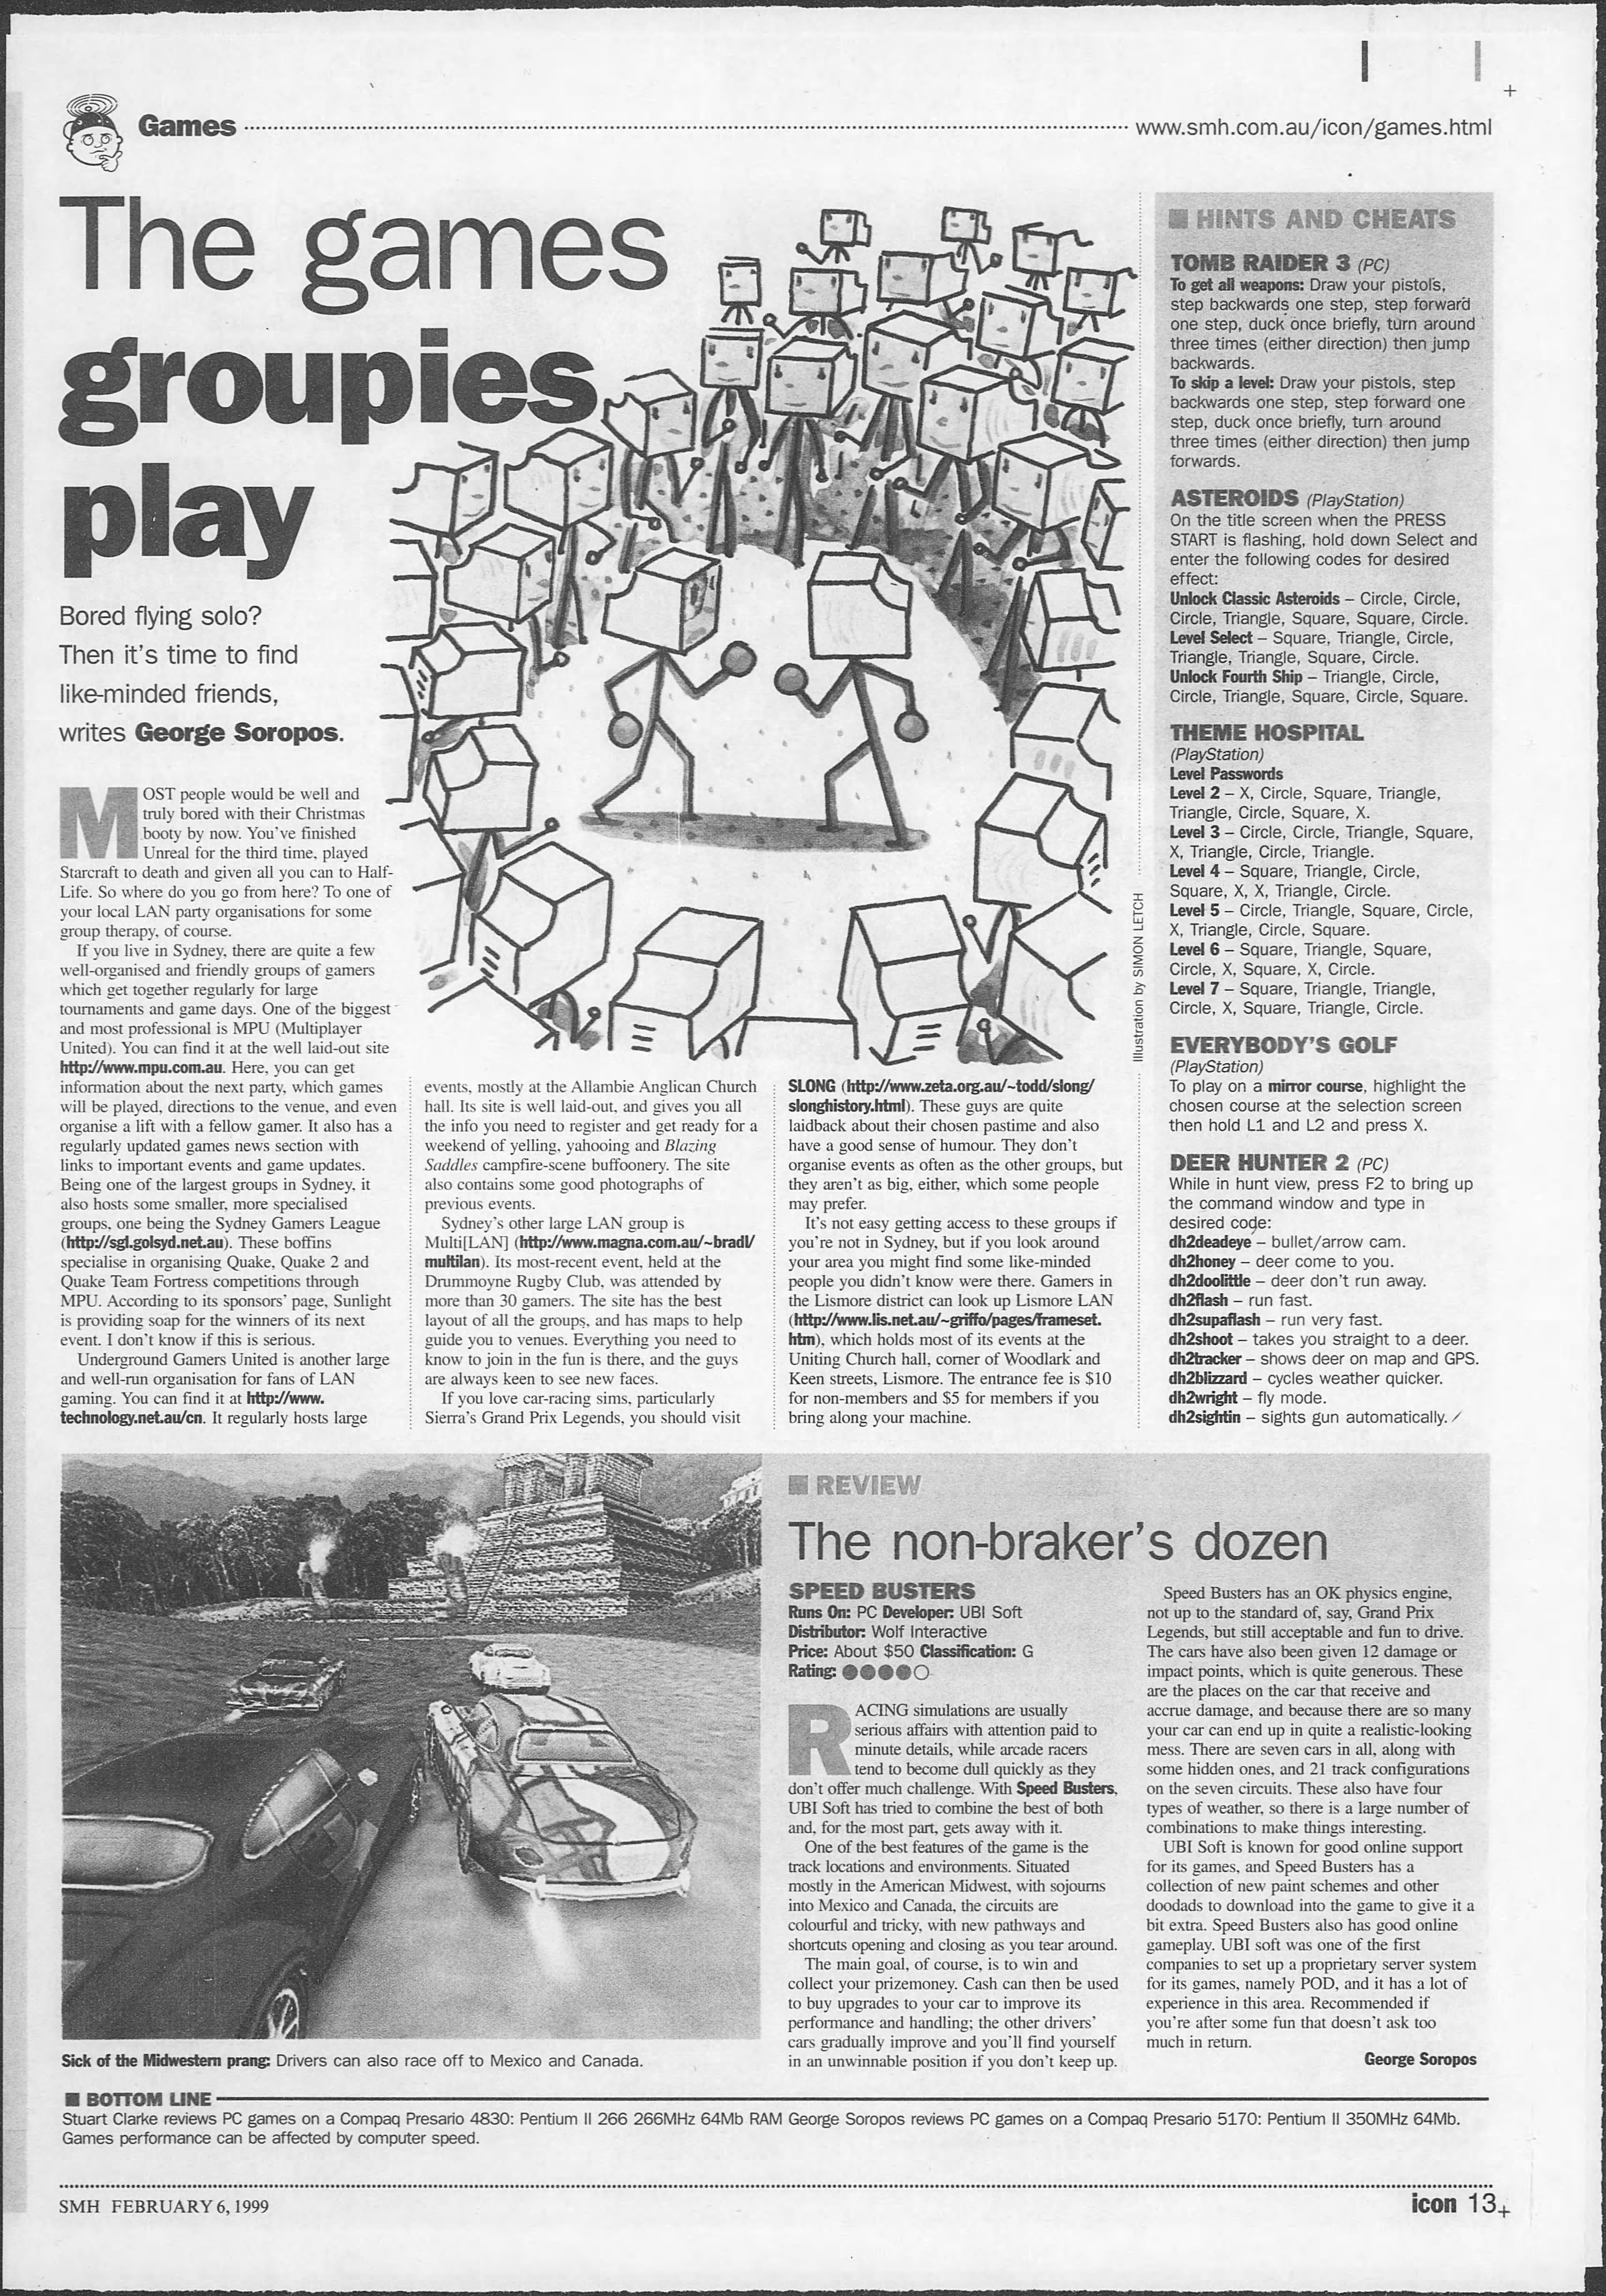 Games
www.smh.com.au/icon/games.html
The games
groupies
play
Bored flying solo?
Then it's time to find
like-minded friends,
writes George Soropos.
MOST people would be well and
truly bored with their Christmas
booty by now. You've finished
Unreal for the third time, played
Starcraft to death and given all you can to Half-
Life. So where do you go from here? To one of
your local LAN party organisations for some
group therapy, of course.
If you live in Sydney, there are quite a few
well-organised and friendly groups of gamers
which get together regularly for large
tournaments and game days. One of the biggest
and most professional is MPU (Multiplayer
United). You can find it at the well laid-out site
http://www.mpu.com.au. Here, you can get
information about the next party, which games
will be played, directions to the venue, and even
organise a lift with a fellow gamer. It also has a
regularly updated games news section with
links to important events and game updates.
Being one of the largest groups in Sydney, it
also hosts some smaller, more specialised
groups, one being the Sydney Gamers League
(http://sgl.golsyd.net.au). These boffins
specialise in organising Quake, Quake 2 and
Quake Team Fortress competitions through
MPU. According to its sponsors' page, Sunlight
is providing soap for the winners of its next
event. I don't know if this is serious.
Underground Gamers United is another large
and well-run organisation for fans of LAN
gaming. You can find it at http://www.
technology.net.au/cn. It regularly hosts large
events, mostly at the Allambie Anglican Church
hall. Its site is well laid-out, and gives you all
the info you need to register and get ready for a
weekend of yelling, yahooing and Blazing
Saddles campfire-scene buffoonery. The site
also contains some good photographs of
previous events.
Sydney's other large LAN group is
Multi[LAN] (http://www.magna.com.au/~bradl/
multilan). Its most-recent event, held at the
Drummoyne Rugby Club, was attended by
more than 30 gamers. The site has the best
layout of all the groups, and has maps to help
guide you to venues. Everything you need to
know to join in the fun is there, and the guys
are always keen to see new faces.
If you love car-racing sims, particularly
Sierra's Grand Prix Legends, you should visit
SLONG (http://www.zeta.org.au/~todd/slong/
slonghistory.html). These guys are quite
laidback about their chosen pastime and also
have a good sense of humour. They don't
organise events as often as the other groups, but
they aren't as big, either, which some people
may prefer.
It's not easy getting access to these groups if
you're not in Sydney, but if you look around
your area you might find some like-minded
people you didn't know were there. Gamers in
the Lismore district can look up Lismore LAN
(http://www.lis.net.au/~griffo/pages/frameset.
htm), which holds most of its events at the
Uniting Church hall, corner of Woodlark and
Keen streets, Lismore. The entrance fee is $10
for non-members and $5 for members if you
bring along your machine.
Illustration by SIMON LETCH
HINTS AND CHEATS
TOMB RAIDER 3 (PC)
To get all weapons: Draw your pistols,
step backwards one step, step forward
one step, duck once briefly, turn around
three times (either direction) then jump
backwards.
To skip a level: Draw your pistols, step
backwards one step, step forward one
step, duck once briefly, turn around
three times (either direction) then jump
forwards.
ASTEROIDS (PlayStation)
On the title screen when the PRESS
START is flashing, hold down Select and
enter the following codes for desired
effect:
Unlock Classic Asteroids – Circle, Circle,
Circle, Triangle, Square, Square, Circle.
Level Select – Square, Triangle, Circle,
Triangle, Triangle, Square, Circle.
Unlock Fourth Ship – Triangle, Circle,
Circle, Triangle, Square, Circle, Square.
THEME HOSPITAL
(PlayStation)
Level Passwords
Level 2 – X, Circle, Square, Triangle,
Triangle, Circle, Square, X.
Level 3 – Circle, Circle, Triangle, Square,
X, Triangle, Circle, Triangle.
Level 4 – Square, Triangle, Circle,
Square, X, X, Triangle, Circle.
Level 5 – Circle, Triangle, Square, Circle,
X, Triangle, Circle, Square.
Level 6 – Square, Triangle, Square,
Circle, X, Square, X, Circle.
Level 7 – Square, Triangle, Triangle,
Circle, X, Square, Triangle, Circle.
EVERYBODY'S GOLF
(PlayStation)
To play on a mirror course, highlight the
chosen course at the selection screen
then hold L1 and L2 and press X.
DEER HUNTER 2 (PC)
While in hunt view, press F2 to bring up
the command window and type in
desired code:
dh2deadeye – bullet/arrow cam.
dh2honey – deer come to you.
dh2doolittle – deer don't run away.
dh2flash – run fast.
dh2supaflash – run very fast.
dh2shoot – takes you straight to a deer.
dh2tracker – shows deer on map and GPS.
dh2blizzard – cycles weather quicker.
dh2wright – fly mode.
dh2sightin – sights gun automatically.
Sick of the Midwestern prang: Drivers can also race off to Mexico and Canada.
REVIEW
The non-braker's dozen
SPEED BUSTERS
Runs On: PC Developer: UBI Soft
Distributor: Wolf Interactive
Price: About $50 Classification: G
Rating: ●●●●○
RACING simulations are usually
serious affairs with attention paid to
minute details, while arcade racers
tend to become dull quickly as they
don't offer much challenge. With Speed Busters,
UBI Soft has tried to combine the best of both
and, for the most part, gets away with it.
One of the best features of the game is the
track locations and environments. Situated
mostly in the American Midwest, with sojourns
into Mexico and Canada, the circuits are
colourful and tricky, with new pathways and
shortcuts opening and closing as you tear around.
The main goal, of course, is to win and
collect your prizemoney. Cash can then be used
to buy upgrades to your car to improve its
performance and handling; the other drivers'
cars gradually improve and you'll find yourself
in an unwinnable position if you don't keep up.
Speed Busters has an OK physics engine,
not up to the standard of, say, Grand Prix
Legends, but still acceptable and fun to drive.
The cars have also been given 12 damage or
impact points, which is quite generous. These
are the places on the car that receive and
accrue damage, and because there are so many
your car can end up in quite a realistic-looking
mess. There are seven cars in all, along with
some hidden ones, and 21 track configurations
on the seven circuits. These also have four
types of weather, so there is a large number of
combinations to make things interesting.
UBI Soft is known for good online support
for its games, and Speed Busters has a
collection of new paint schemes and other
doodads to download into the game to give it a
bit extra. Speed Busters also has good online
gameplay. UBI soft was one of the first
companies to set up a proprietary server system
for its games, namely POD, and it has a lot of
experience in this area. Recommended if
you're after some fun that doesn't ask too
much in return.
George Soropos
BOTTOM LINE
Stuart Clarke reviews PC games on a Compaq Presario 4830: Pentium II 266 266MHz 64Mb RAM George Soropos reviews PC games on a Compaq Presario 5170: Pentium II 350MHz 64Mb.
Games performance can be affected by computer speed.
SMH FEBRUARY 6, 1999
icon 13